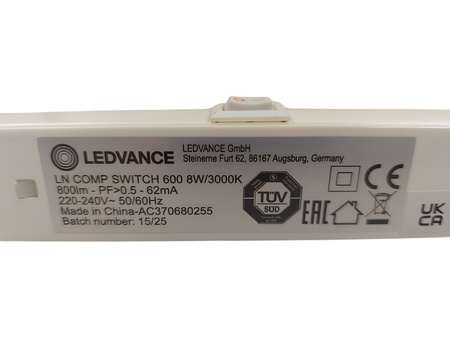 LEDVANCE
LEDVANCE GmbH
Steinerne Furt 62, 86167 Augsburg, Germany
LN COMP SWITCH 600 8W/3000K
800lm - PF>0.5 - 62mA
220-240V~ 50/60Hz
Made in China-AC370680255
Batch number: 15/25
TÜV
SÜD
EAC
UK
CA